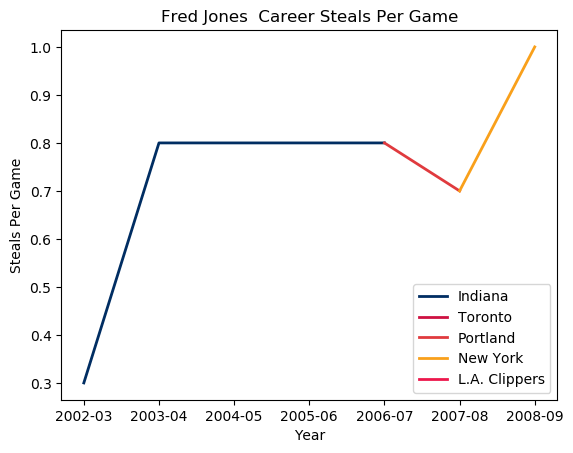 Fred Jones  Career Steals Per Game
Steals Per Game
1.0
0.9
0.8
0.7
0.6
0.5
0.4
0.3
Indiana
Toronto
Portland
New York
L.A. Clippers
2002-03 2003-04 2004-05 2005-06 2006-07 2007-08 2008-09
Year